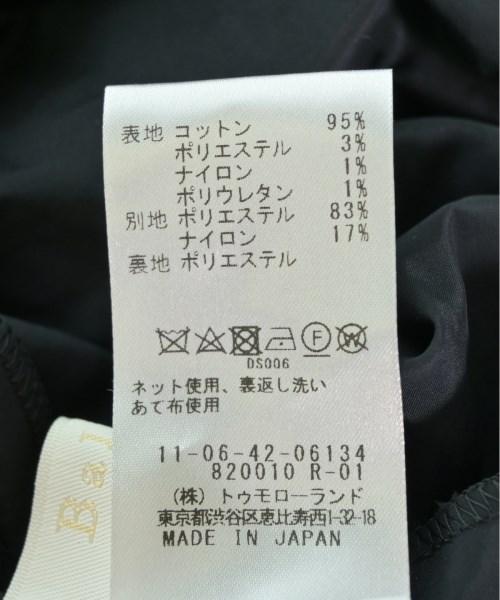 表地 コットン 95%
ポリエステル 3%
ナイロン 1%
ポリウレタン 1%
別地 ポリエステル 83%
ナイロン 17%
裏地 ポリエステル
F W
DS006
ネット使用、裏返し洗い
あて布使用
11-06-42-06134
820010 R-01
(株) トゥモローランド
東京都渋谷区恵比寿西1-32-18
MADE IN JAPAN
Bal